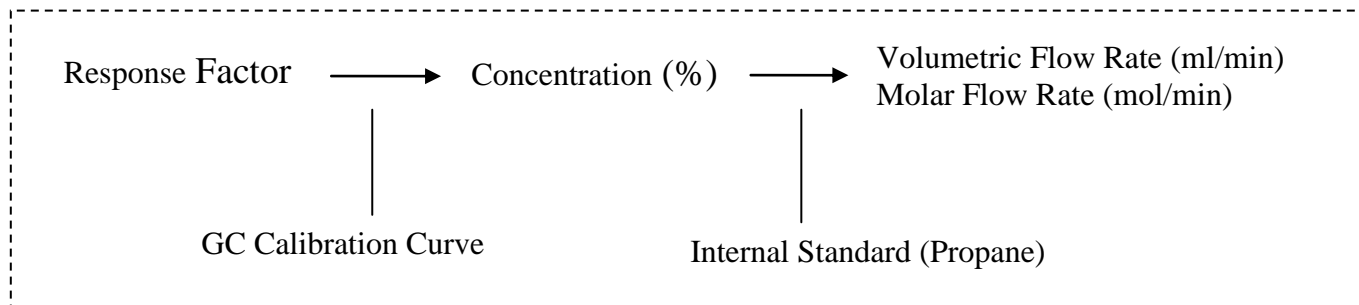 Response Factor
Concentration (%)
Volumetric Flow Rate (ml/min)
Molar Flow Rate (mol/min)
GC Calibration Curve
Internal Standard (Propane)